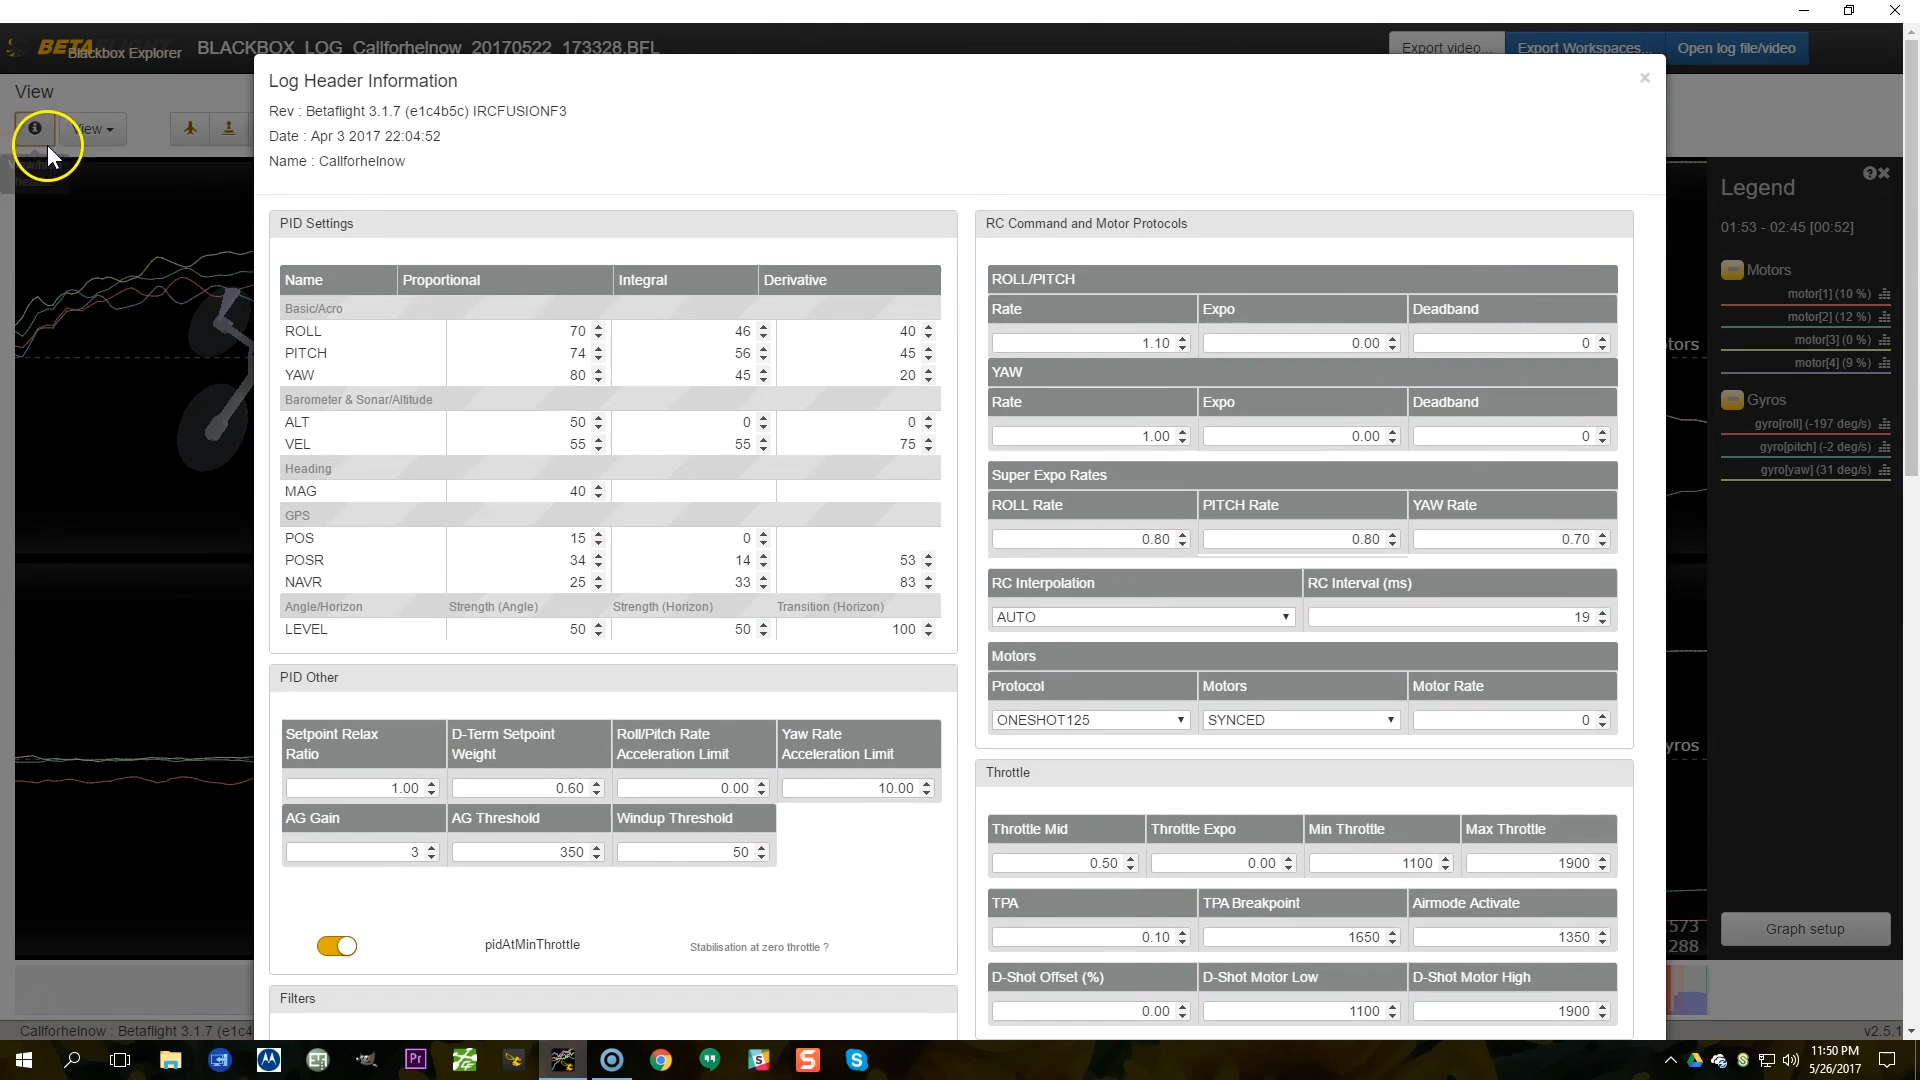 BETAFLIGHT
Blackbox Explorer
BLACKBOX_LOG_Callforhelnow_20170522_173328.BFL
Export video...
Export Workspaces...
Open log file/video
View
View
Log Header Information
×
Rev : Betaflight 3.1.7 (e1c4b5c) IRCFUSIONF3
Date : Apr 3 2017 22:04:52
Name : Callforhelnow
PID Settings
Name Proportional Integral Derivative
Basic/Acro
ROLL 70 46 40
PITCH 74 56 45
YAW 80 45 20
Barometer & Sonar/Altitude
ALT 50 0 0
VEL 55 55 75
Heading
MAG 40
GPS
POS 15 0
POSR 34 14 53
NAVR 25 33 83
Angle/Horizon Strength (Angle) Strength (Horizon) Transition (Horizon)
LEVEL 50 50 100
PID Other
Setpoint Relax Ratio D-Term Setpoint Weight Roll/Pitch Rate Acceleration Limit Yaw Rate Acceleration Limit
1.00 0.60 0.00 10.00
AG Gain AG Threshold Windup Threshold
3 350 50
pidAtMinThrottle Stabilisation at zero throttle ?
Filters
RC Command and Motor Protocols
ROLL/PITCH
Rate Expo Deadband
1.10 0.00 0
YAW
Rate Expo Deadband
1.00 0.00 0
Super Expo Rates
ROLL Rate PITCH Rate YAW Rate
0.80 0.80 0.70
RC Interpolation RC Interval (ms)
AUTO 19
Motors
Protocol Motors Motor Rate
ONESHOT125 SYNCED 0
Throttle
Throttle Mid Throttle Expo Min Throttle Max Throttle
0.50 0.00 1100 1900
TPA TPA Breakpoint Airmode Activate
0.10 1650 1350
D-Shot Offset (%) D-Shot Motor Low D-Shot Motor High
0.00 1100 1900
Legend
01:53 - 02:45 [00:52]
Motors
motor[1] (10 %)
motor[2] (12 %)
motor[3] (0 %)
motor[4] (9 %)
Gyros
gyro[roll] (-197 deg/s)
gyro[pitch] (-2 deg/s)
gyro[yaw] (31 deg/s)
otors
yros
573
288
Graph setup
Callforhelnow : Betaflight 3.1.7 (e1c4
v2.5.1
11:50 PM
5/26/2017